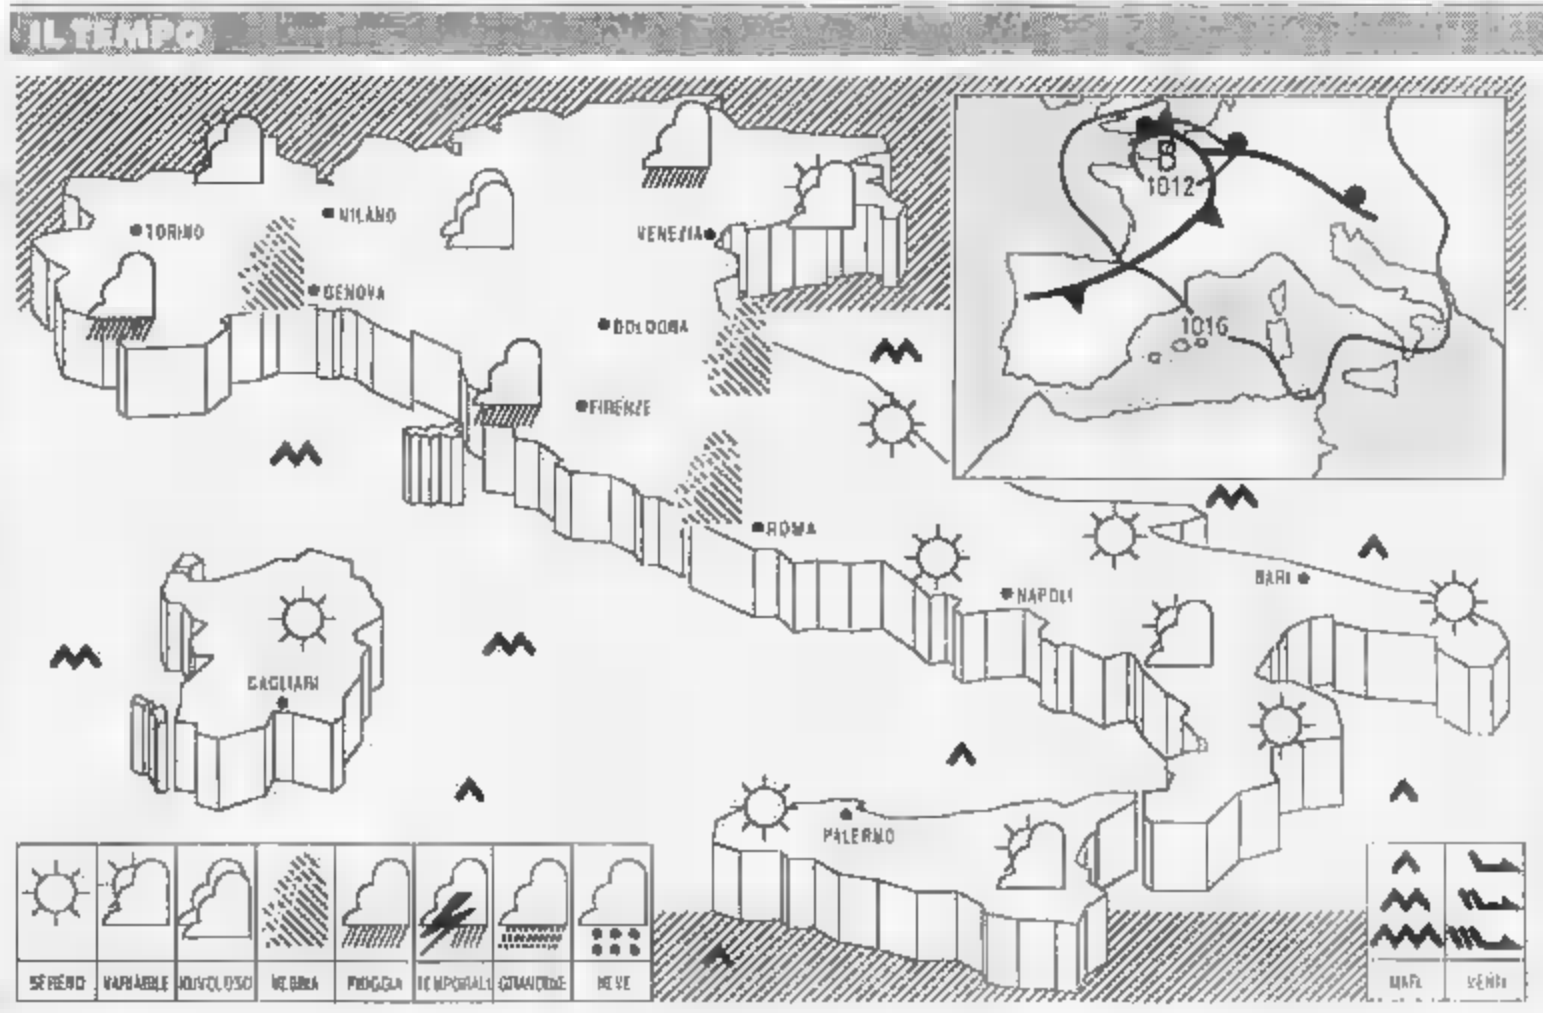 IL TEMPO
MILANO
TORINO
VENEZIA
GENOVA
BOLOGNA
FIRENZE
ROMA
NAPOLI
BARI
CAGLIARI
PALERMO
B
1012
1016
SERENO VARIABILE NUVOLOSO NEBBIA PIOGGIA TEMPORALI GRANDINE NEVE
MARI VENTI